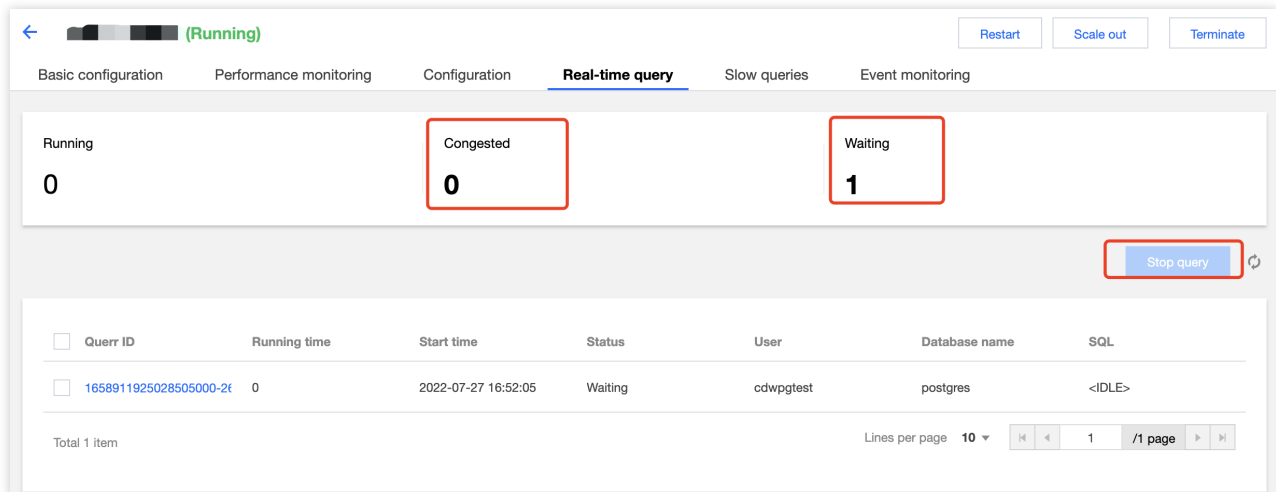 (Running)
Restart
Scale out
Terminate
Basic configuration
Performance monitoring
Configuration
Real-time query
Slow queries
Event monitoring
Running
Congested
Waiting
0
0
1
Stop query
Querr ID
Running time
Start time
Status
User
Database name
SQL
1658911925028505000-26
0
2022-07-27 16:52:05
Waiting
cdwpgtest
postgres
<IDLE>
Total 1 item
Lines per page
10
1
/1 page